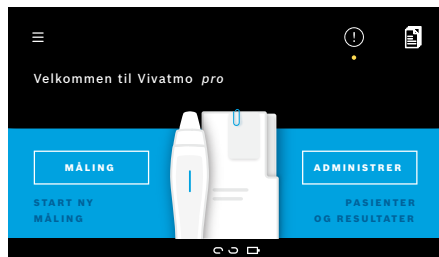 Velkommen til Vivatmo pro
MÅLING
ADMINISTRER
START NY
MÅLING
PASIENTER
OG RESULTATER